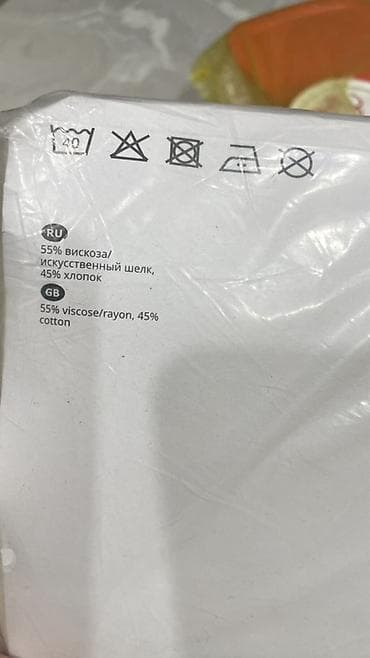 40
RU
55% вискоза/
искусственный шелк,
45% хлопок
GB
55% viscose/rayon, 45%
cotton